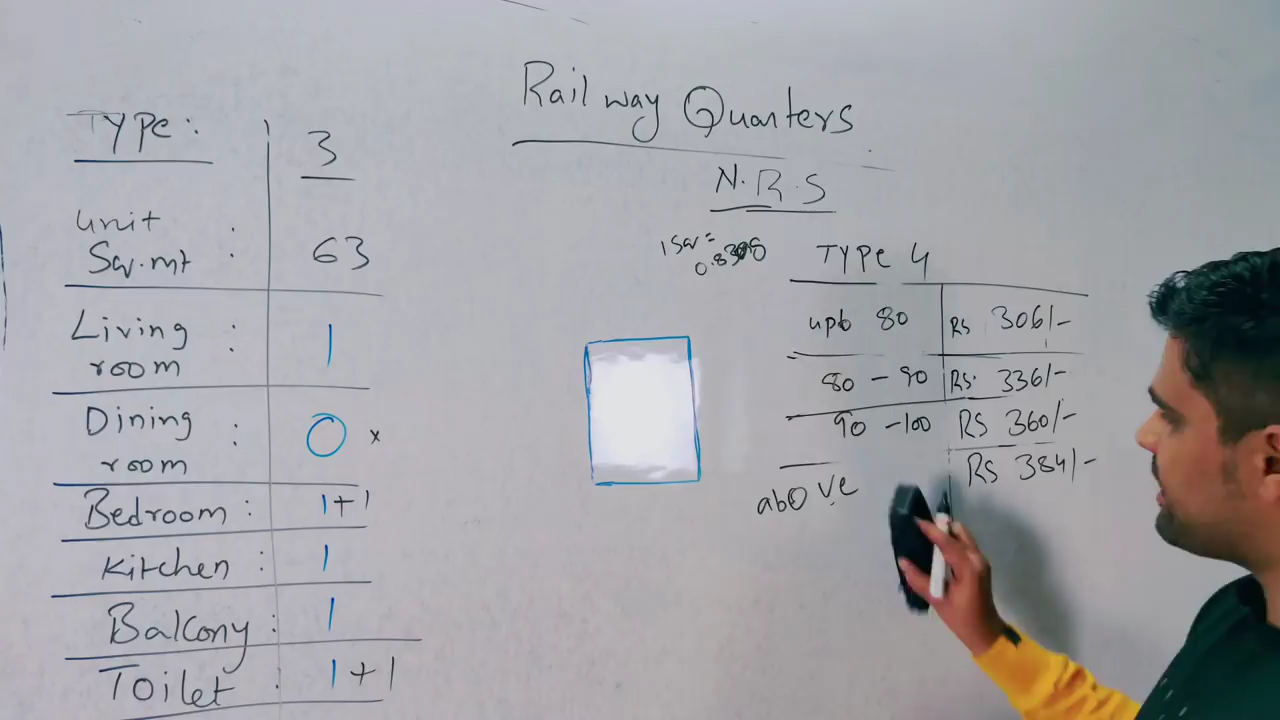 Railway Quarters
N.R.S
TYPE: 3
Unit
Sq.mt : 63
Living
room : 1
Dining
room : 0 x
Bedroom : 1+1
Kitchen : 1
Balcony : 1
Toilet : 1+1
1 Sq =
TYPE 4
upto 80 Rs 306/-
80 - 90 Rs. 336/-
90 - 100 Rs 360/-
above Rs 384/-